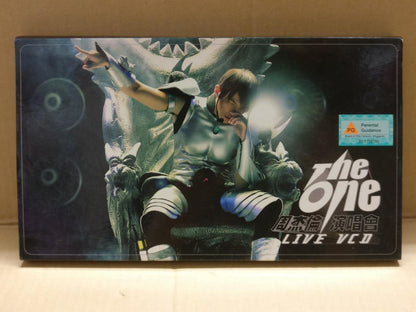 PG
Parental
Guidance
The
One
周杰倫 演唱會
LIVE VCD